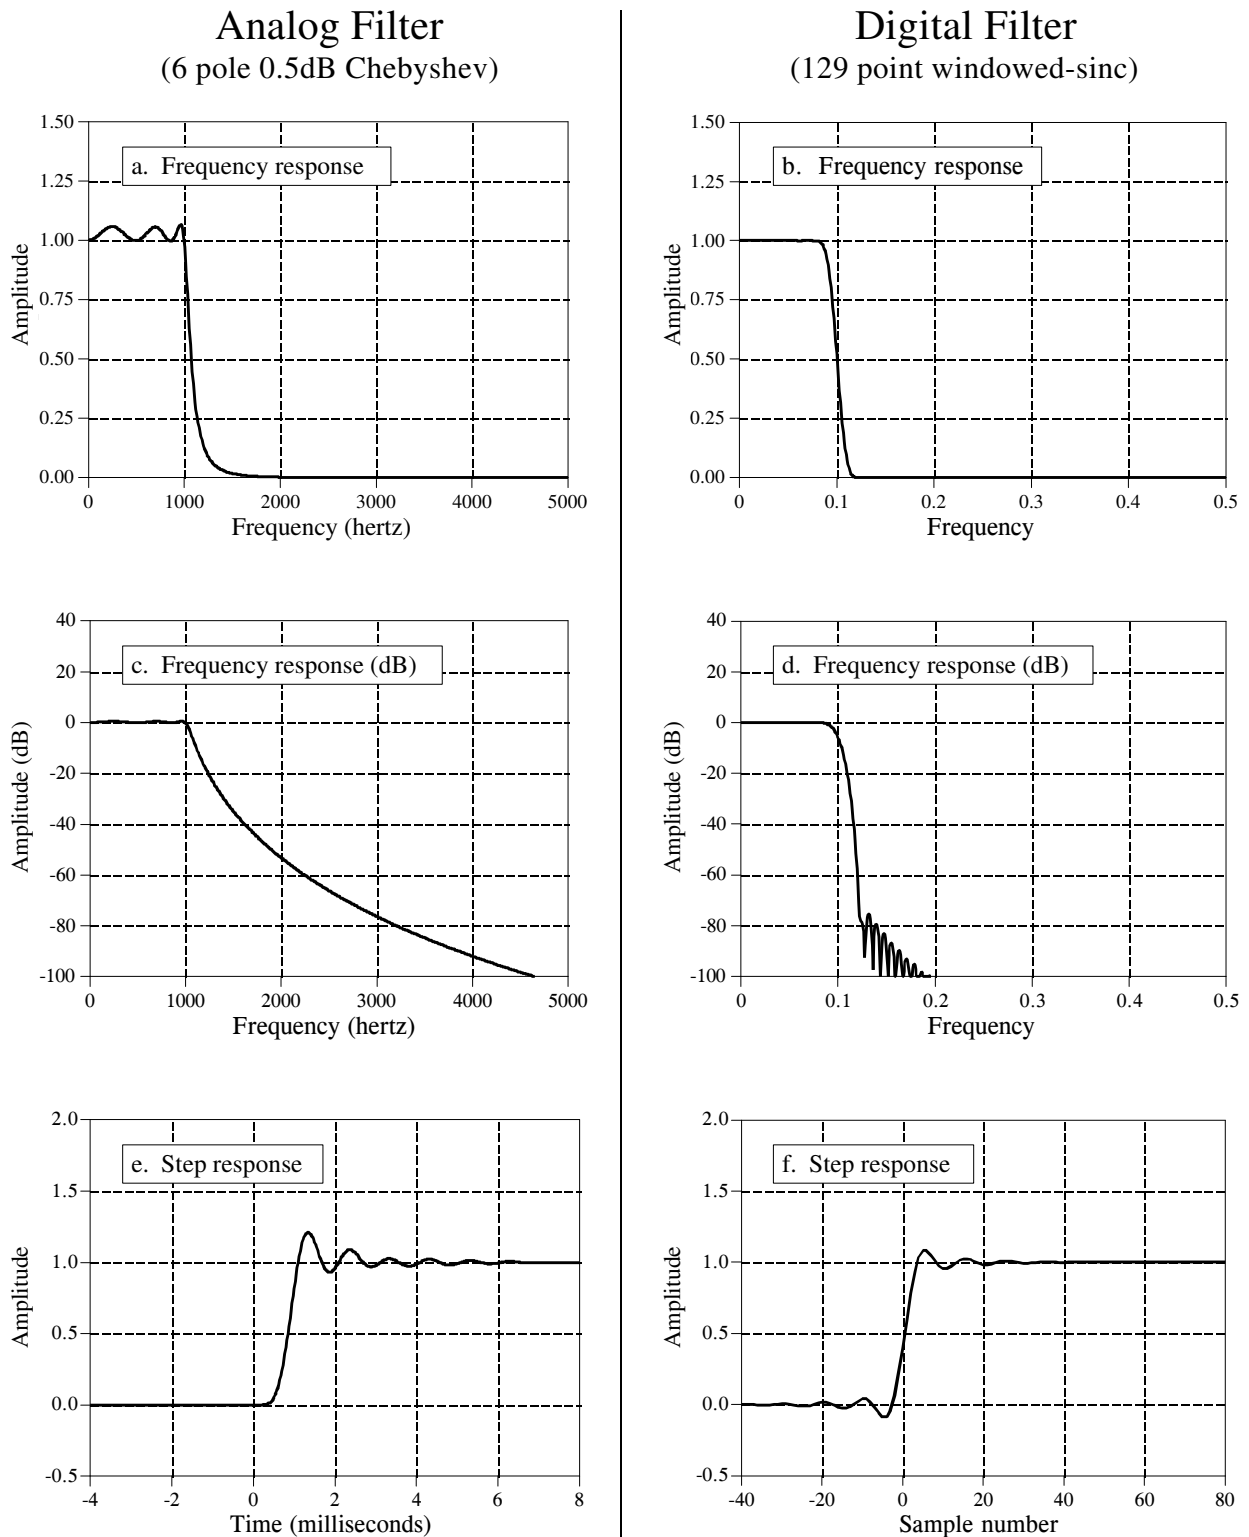 Analog Filter
(6 pole 0.5dB Chebyshev)
Digital Filter
(129 point windowed-sinc)
a. Frequency response
1.50
1.25
1.00
0.75
0.50
0.25
0.00
Amplitude
0 1000 2000 3000 4000 5000
Frequency (hertz)
b. Frequency response
1.50
1.25
1.00
0.75
0.50
0.25
0.00
Amplitude
0 0.1 0.2 0.3 0.4 0.5
Frequency
c. Frequency response (dB)
40
20
0
-20
-40
-60
-80
-100
Amplitude (dB)
0 1000 2000 3000 4000 5000
Frequency (hertz)
d. Frequency response (dB)
40
20
0
-20
-40
-60
-80
-100
Amplitude (dB)
0 0.1 0.2 0.3 0.4 0.5
Frequency
e. Step response
2.0
1.5
1.0
0.5
0.0
-0.5
Amplitude
-4 -2 0 2 4 6 8
Time (milliseconds)
f. Step response
2.0
1.5
1.0
0.5
0.0
-0.5
Amplitude
-40 -20 0 20 40 60 80
Sample number